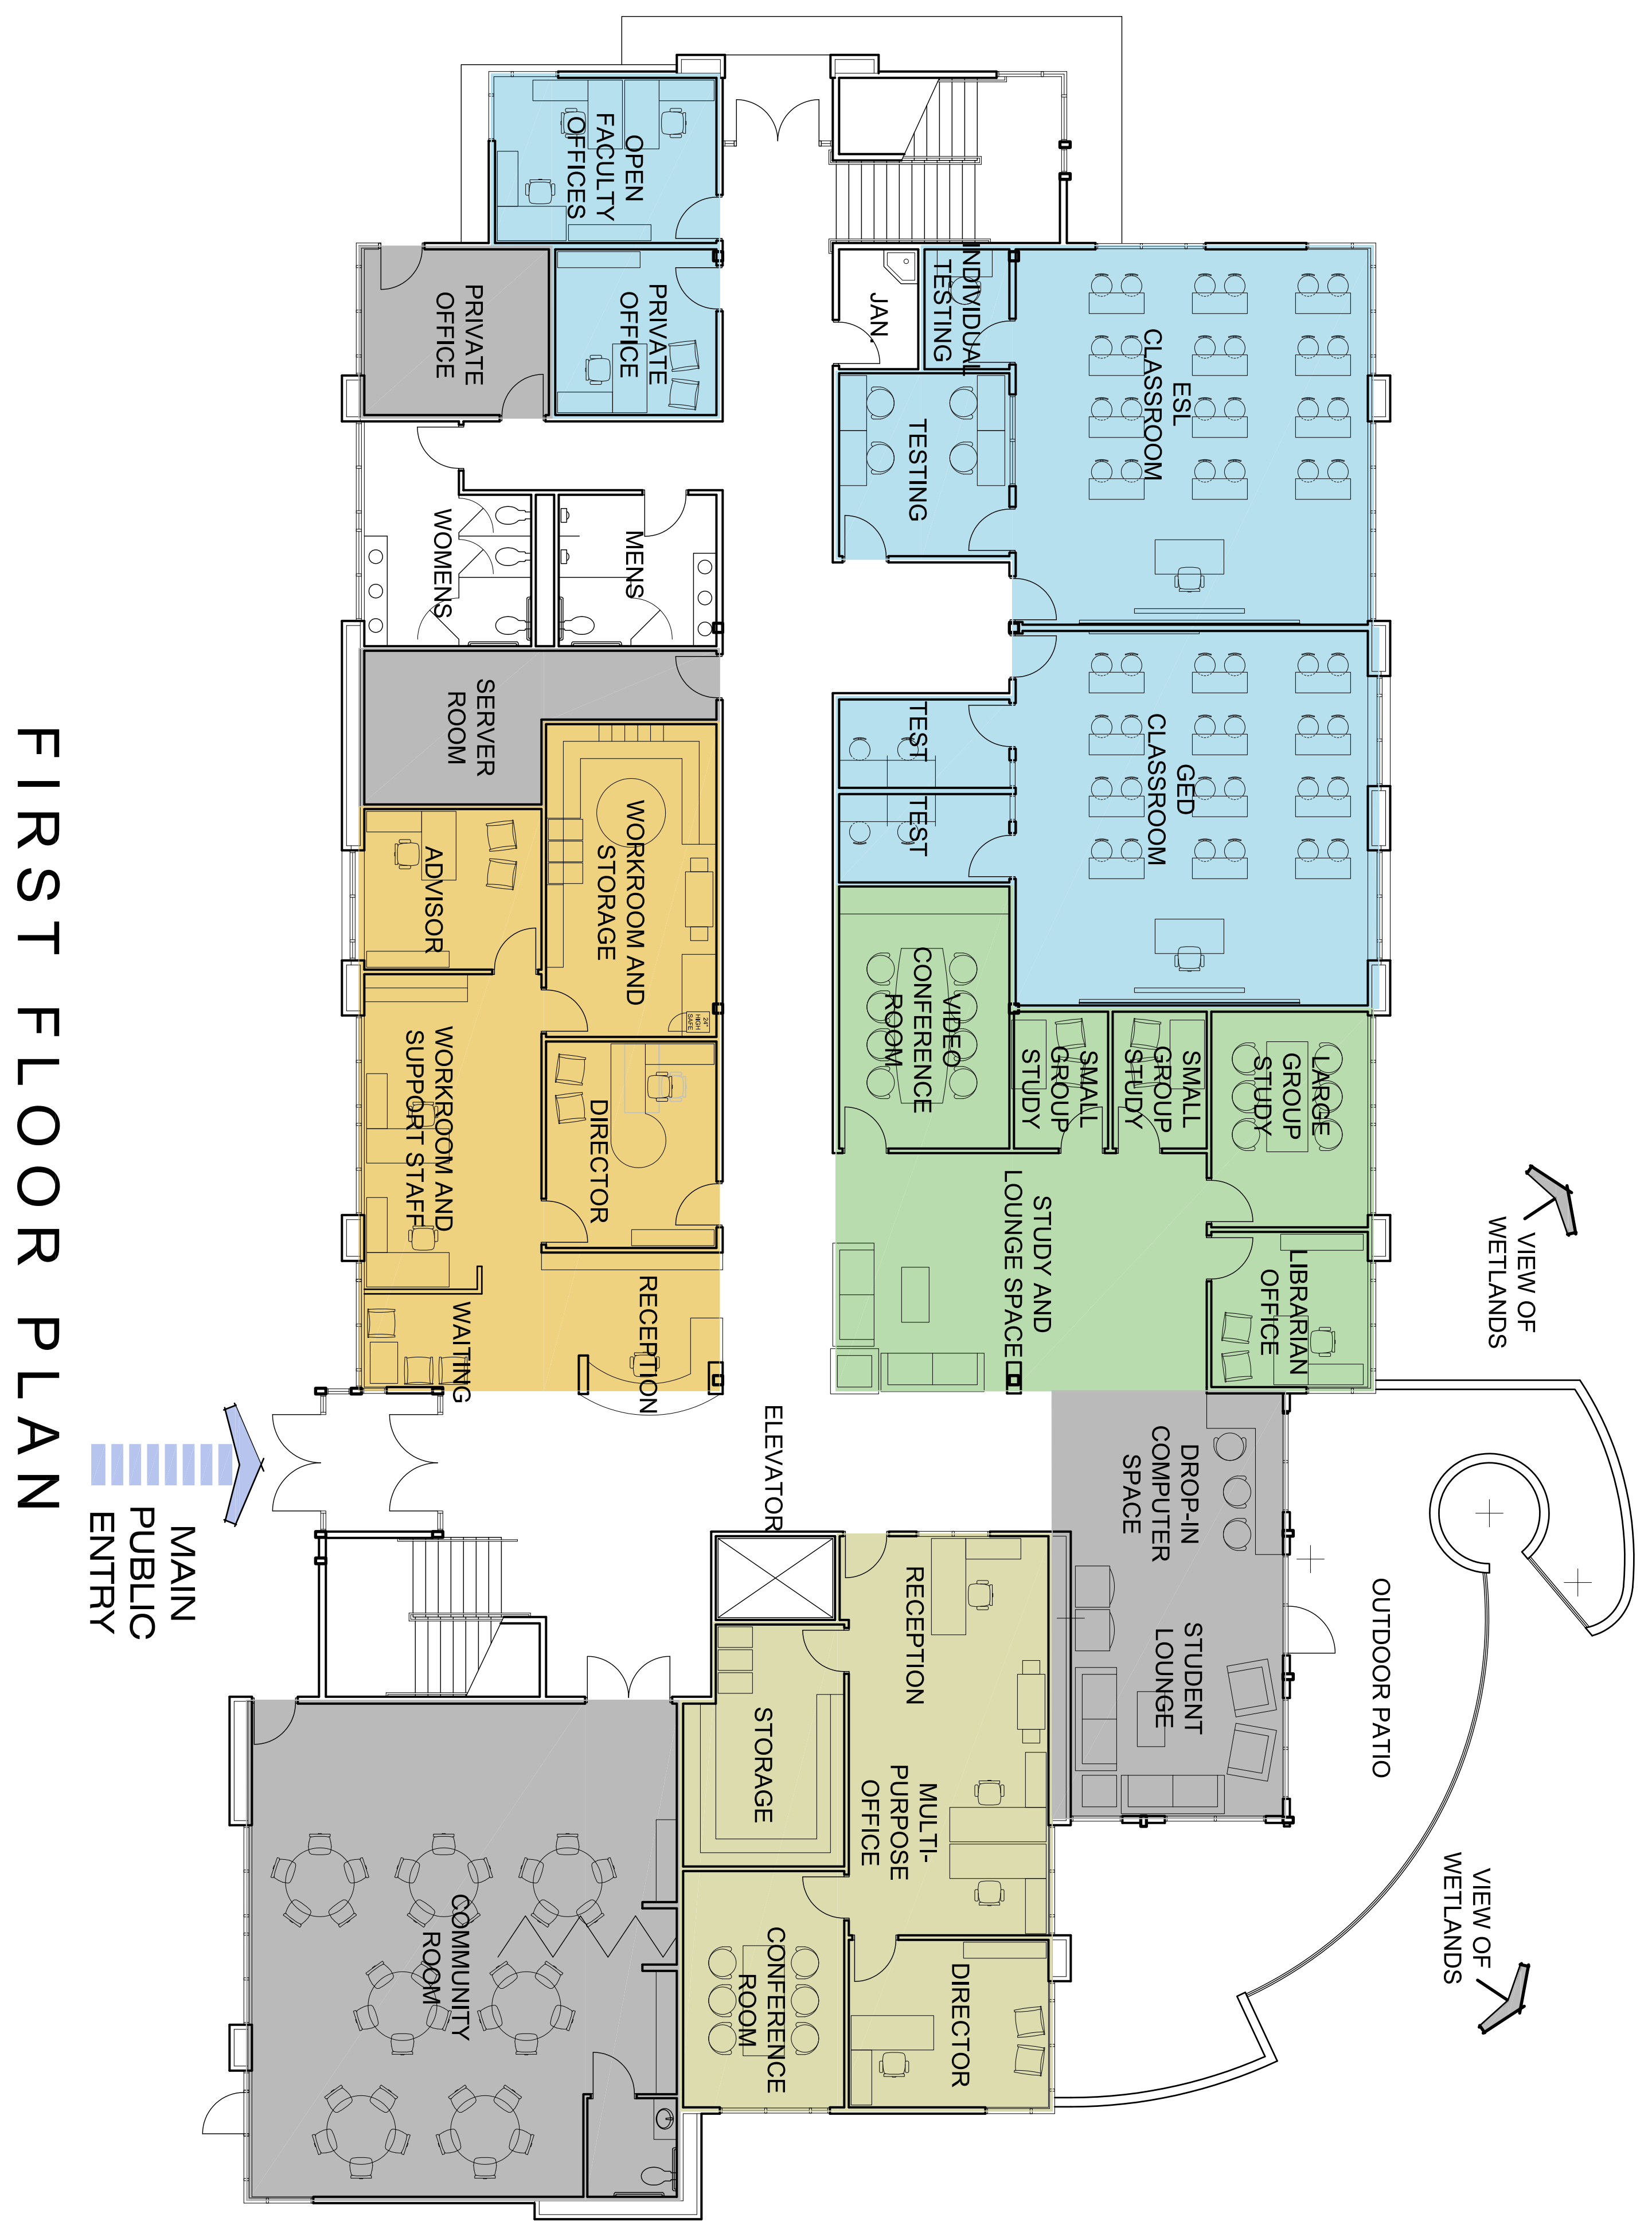 FIRST FLOOR PLAN
OPEN
FACULTY
OFFICES
PRIVATE
OFFICE
PRIVATE
OFFICE
JAN.
INDIVIDUAL
TESTING
TESTING
ESL
CLASSROOM
WOMENS
MENS
SERVER
ROOM
TEST
TEST
GED
CLASSROOM
WORKROOM AND
STORAGE
ADVISOR
24"
HIGH
SAFE
WORKROOM AND
SUPPORT STAFF
DIRECTOR
VIDEO
CONFERENCE
ROOM
SMALL
GROUP
STUDY
SMALL
GROUP
STUDY
LARGE
GROUP
STUDY
STUDY AND
LOUNGE SPACE
LIBRARIAN
OFFICE
VIEW OF
WETLANDS
WAITING
RECEPTION
MAIN
PUBLIC
ENTRY
ELEVATOR
DROP-IN
COMPUTER
SPACE
STUDENT
LOUNGE
OUTDOOR PATIO
RECEPTION
STORAGE
MULTI-
PURPOSE
OFFICE
VIEW OF
WETLANDS
COMMUNITY
ROOM
CONFERENCE
ROOM
DIRECTOR